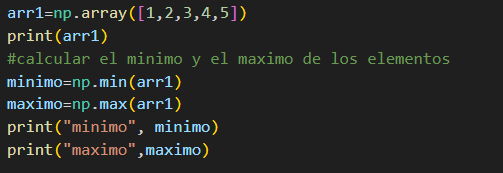 arr1=np.array([1,2,3,4,5])
print(arr1)
#calcular el minimo y el maximo de los elementos
minimo=np.min(arr1)
maximo=np.max(arr1)
print("minimo", minimo)
print("maximo",maximo)